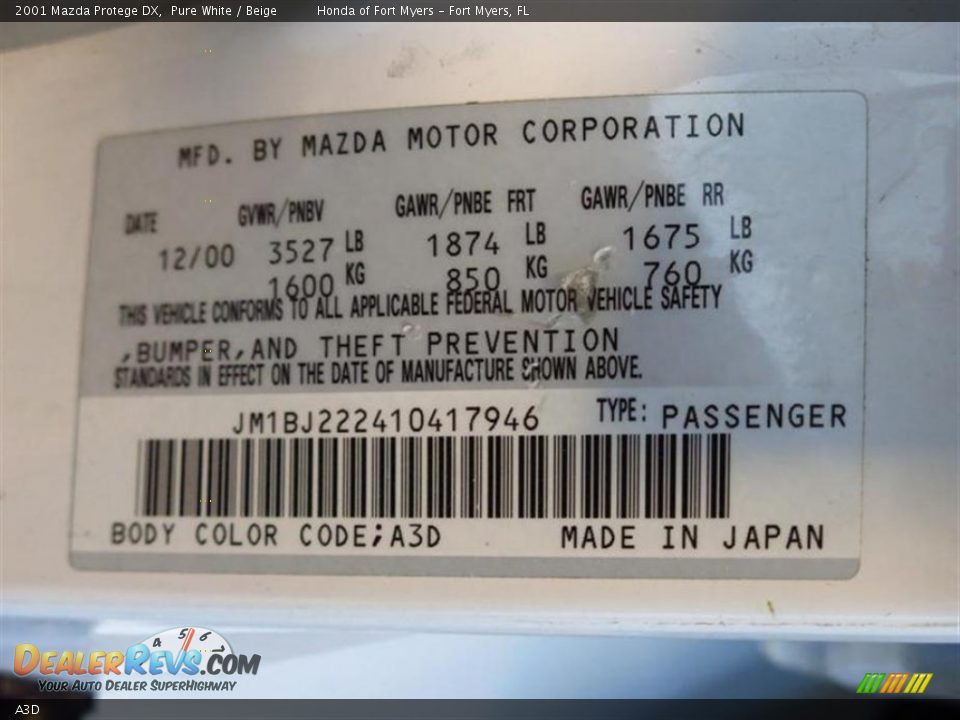 2001 Mazda Protege DX, Pure White / Beige Honda of Fort Myers - Fort Myers, FL
MFD. BY MAZDA MOTOR CORPORATION
DATE GVWR/PNBV GAWR/PNBE FRT GAWR/PNBE RR
12/00 3527 LB 1874 LB 1675 LB
1600 KG 850 KG 760 KG
THIS VEHICLE CONFORMS TO ALL APPLICABLE FEDERAL MOTOR VEHICLE SAFETY
,BUMPER,AND THEFT PREVENTION
STANDARDS IN EFFECT ON THE DATE OF MANUFACTURE SHOWN ABOVE.
JM1BJ222410417946 TYPE: PASSENGER
BODY COLOR CODE;A3D MADE IN JAPAN
4 5 6
DEALERREVS.COM
YOUR AUTO DEALER SUPERHIGHWAY
A3D